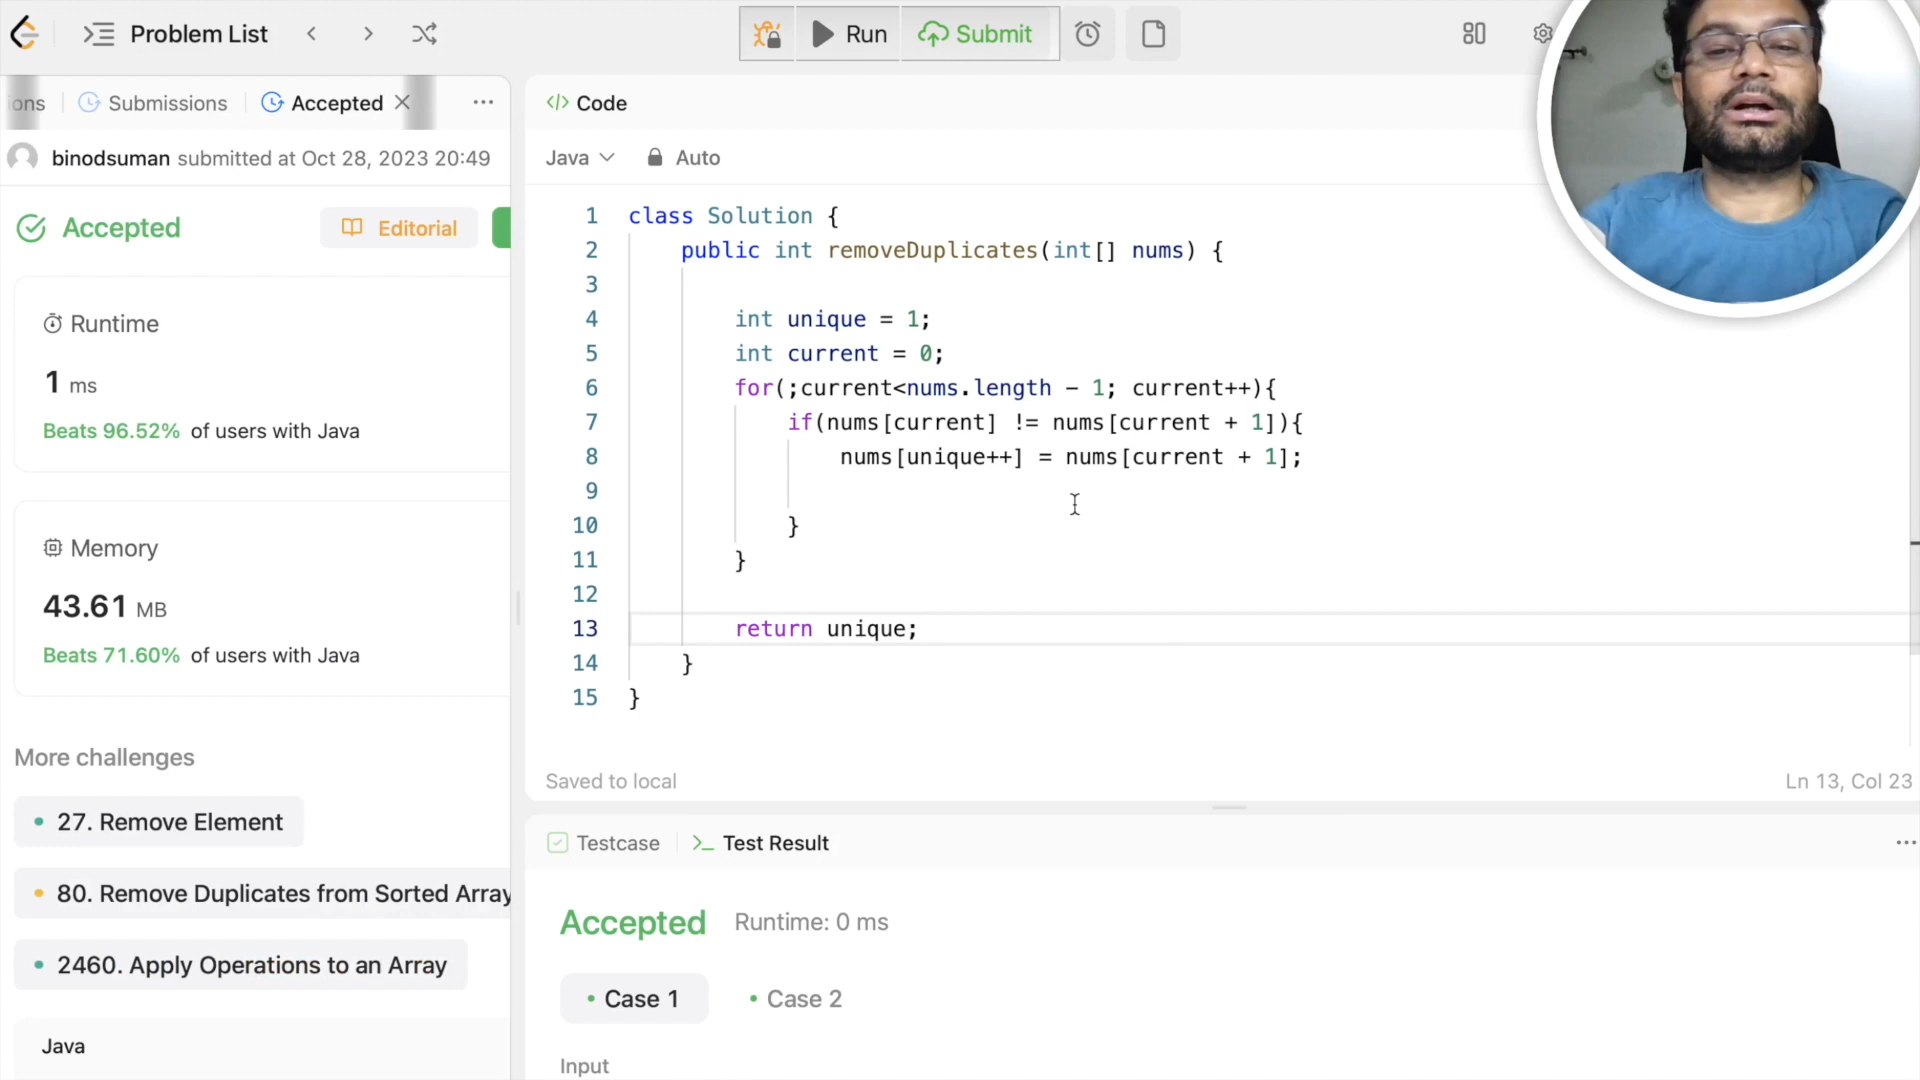 Problem List
Run
Submit
ions
Submissions
Accepted
binodsuman submitted at Oct 28, 2023 20:49
Accepted
Editorial
Runtime
1 ms
Beats 96.52% of users with Java
Memory
43.61 MB
Beats 71.60% of users with Java
More challenges
27. Remove Element
80. Remove Duplicates from Sorted Array
2460. Apply Operations to an Array
Java
</> Code
Java
Auto
1 class Solution {
2 public int removeDuplicates(int[] nums) {
3
4 int unique = 1;
5 int current = 0;
6 for(;current<nums.length - 1; current++){
7 if(nums[current] != nums[current + 1]){
8 nums[unique++] = nums[current + 1];
9
10 }
11 }
12
13 return unique;
14 }
15 }
Saved to local
Ln 13, Col 23
Testcase
>_ Test Result
Accepted
Runtime: 0 ms
• Case 1
• Case 2
Input